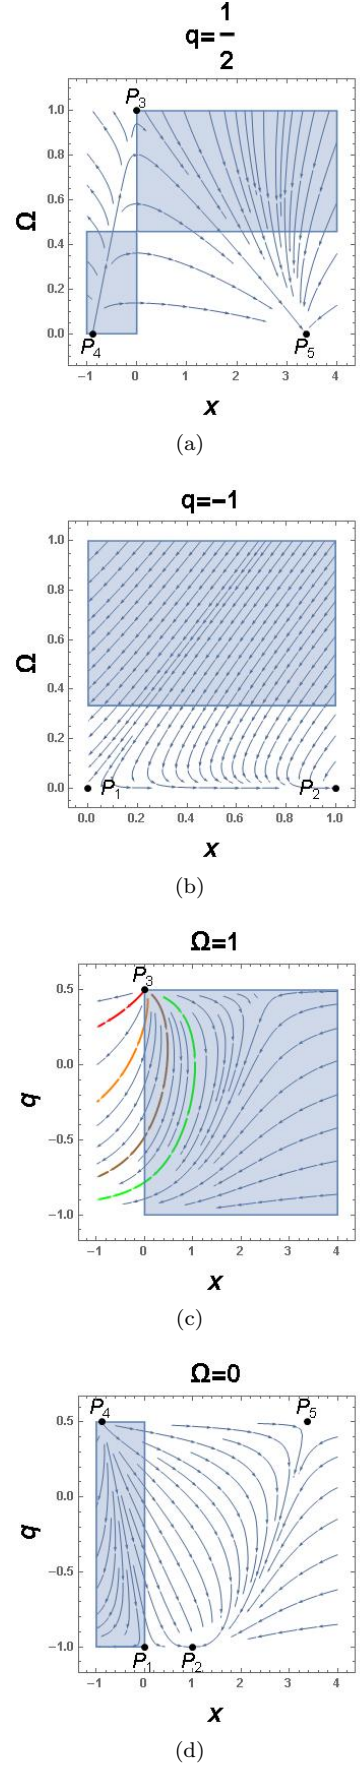 q=1/2
P3
1.0
0.8
0.6
0.4
0.2
0.0
Ω
P4
P5
-1 0 1 2 3 4
x
(a)
q=-1
1.0
0.8
0.6
0.4
0.2
0.0
Ω
P1
P2
0.0 0.2 0.4 0.6 0.8 1.0
x
(b)
Ω=1
P3
0.5
0.0
-0.5
-1.0
q
-1 0 1 2 3 4
x
(c)
Ω=0
P4
P5
0.5
0.0
-0.5
-1.0
q
P1
P2
-1 0 1 2 3 4
x
(d)